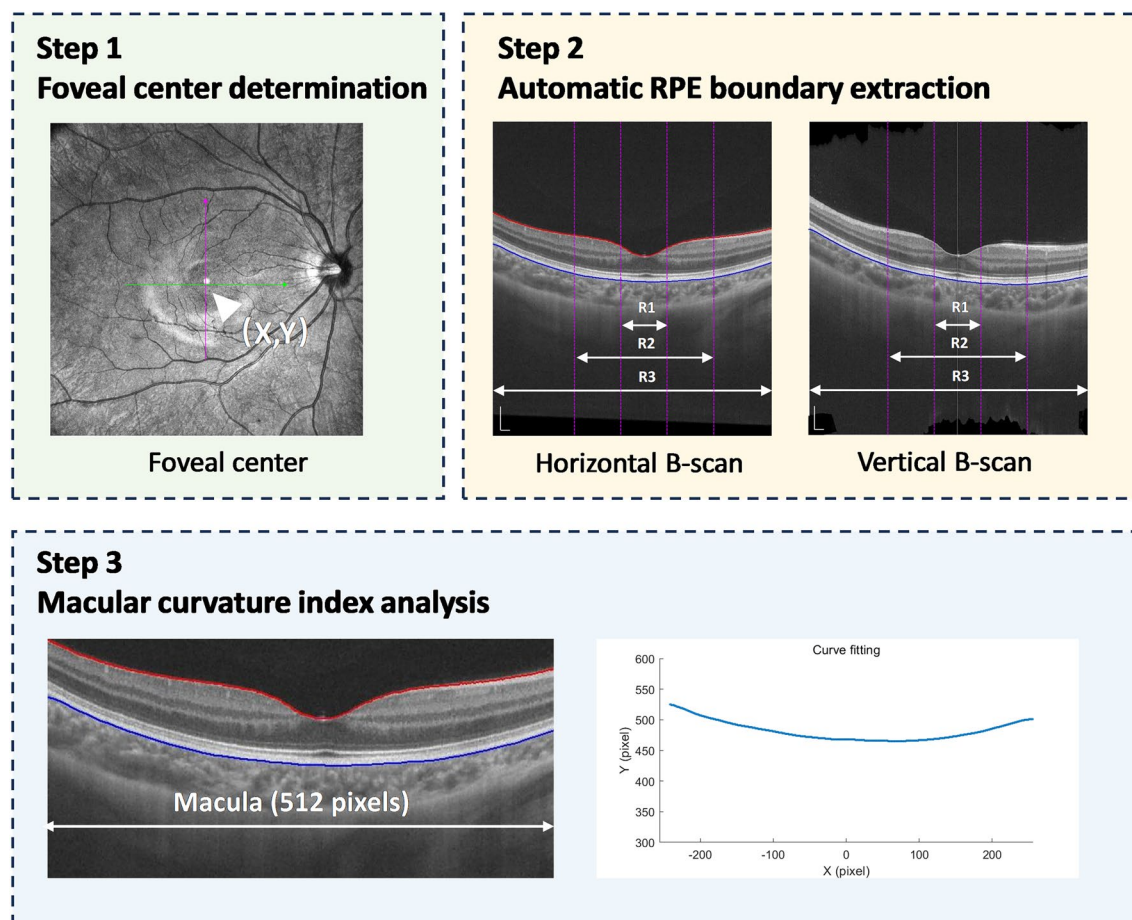 Step 1
Foveal center determination
(X,Y)
Foveal center
Step 2
Automatic RPE boundary extraction
R1
R2
R3
Horizontal B-scan
R1
R2
R3
Vertical B-scan
Step 3
Macular curvature index analysis
Macula (512 pixels)
Curve fitting
600
550
500
450
400
350
300
Y (pixel)
-200 -100 0 100 200
X (pixel)